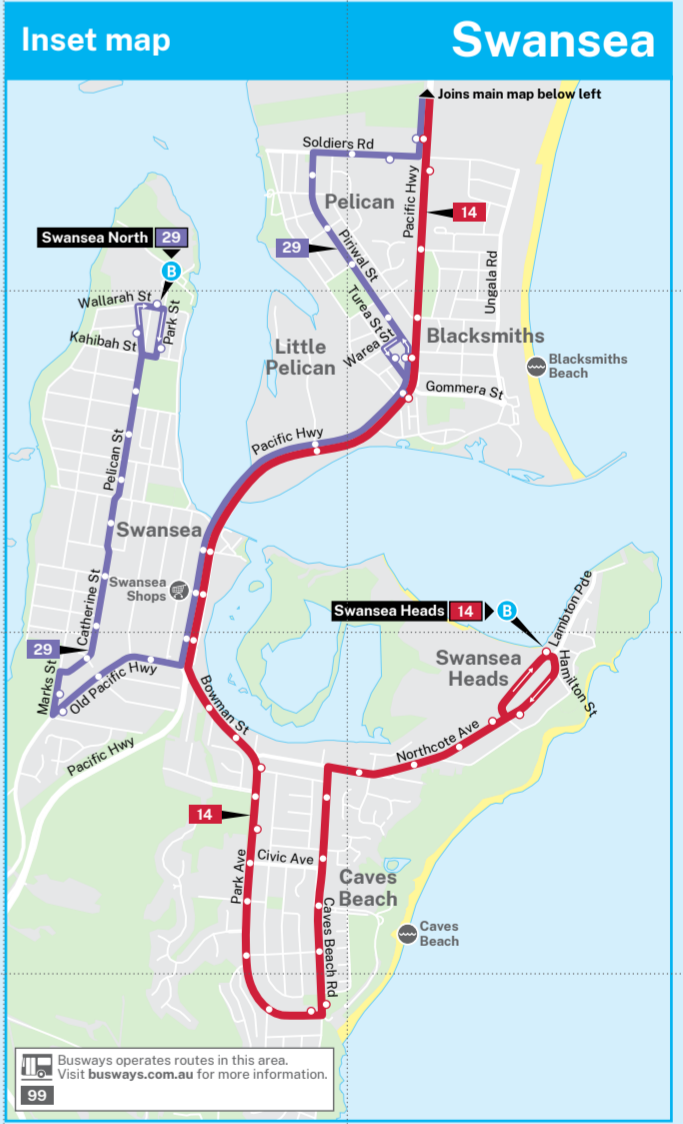 Inset map
Swansea
Joins main map below left
Soldiers Rd
Pelican
Pacific Hwy
14
Swansea North 29
29
B
Piriwal St
Ungala Rd
Wallarah St
Park St
Turea St
Kahibah St
Warea St
Blacksmiths
Little
Pelican
Blacksmiths
Beach
Gommera St
Pacific Hwy
Pelican St
Swansea
Swansea
Shops
Catherine St
Lambton Pde
Swansea Heads 14
B
29
Swansea
Heads
Hamilton St
Marks St
Old Pacific Hwy
Bowman St
Northcote Ave
Pacific Hwy
14
Civic Ave
Park Ave
Caves
Beach
Caves Beach Rd
Caves
Beach
Busways operates routes in this area.
Visit busways.com.au for more information.
99